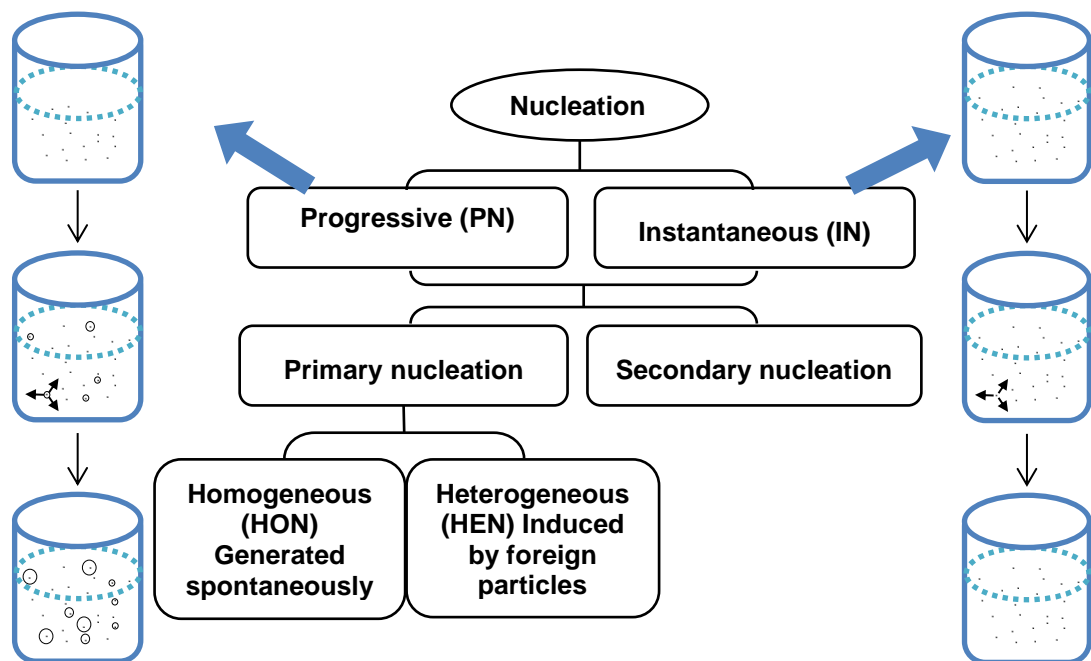 Nucleation
Progressive (PN)
Instantaneous (IN)
Primary nucleation
Secondary nucleation
Homogeneous
(HON)
Generated
spontaneously
Heterogeneous
(HEN) Induced
by foreign
particles